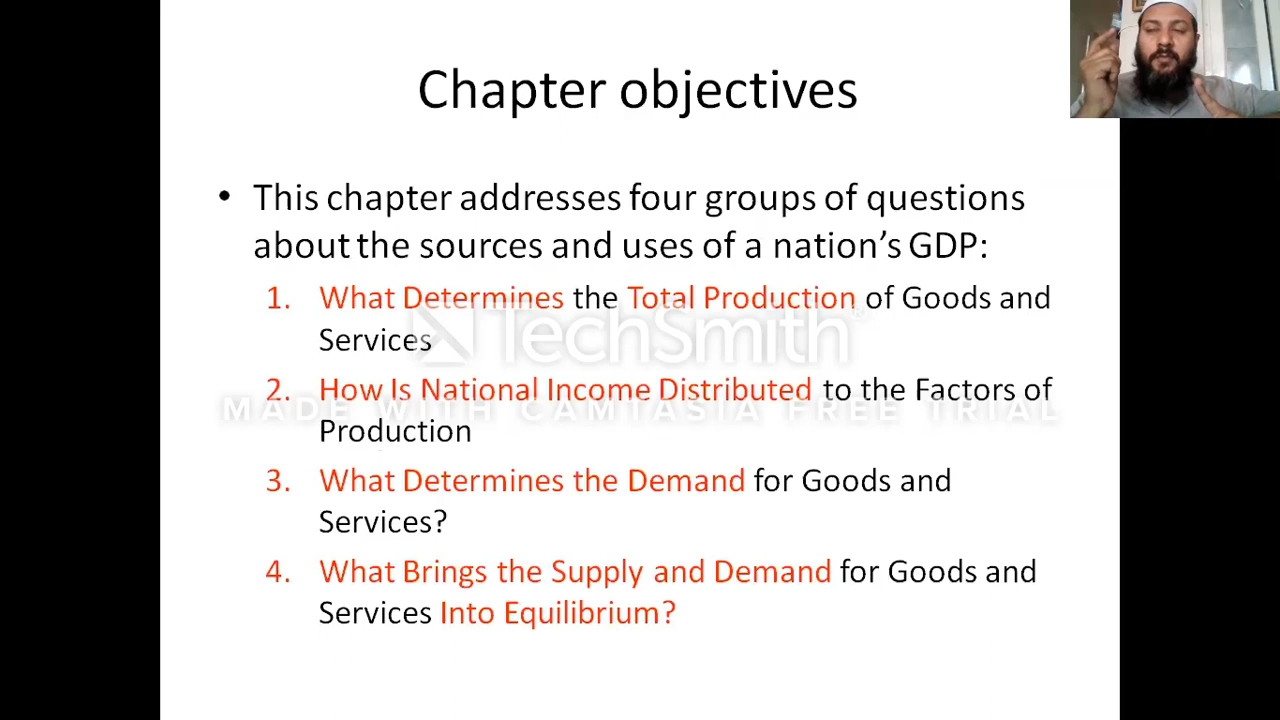 Chapter objectives
• This chapter addresses four groups of questions
about the sources and uses of a nation’s GDP:
1. What Determines the Total Production of Goods and
Services
TechSmith®
2. How Is National Income Distributed to the Factors of
MADE WITH CAMTASIA FREE TRIAL
Production
3. What Determines the Demand for Goods and
Services?
4. What Brings the Supply and Demand for Goods and
Services Into Equilibrium?